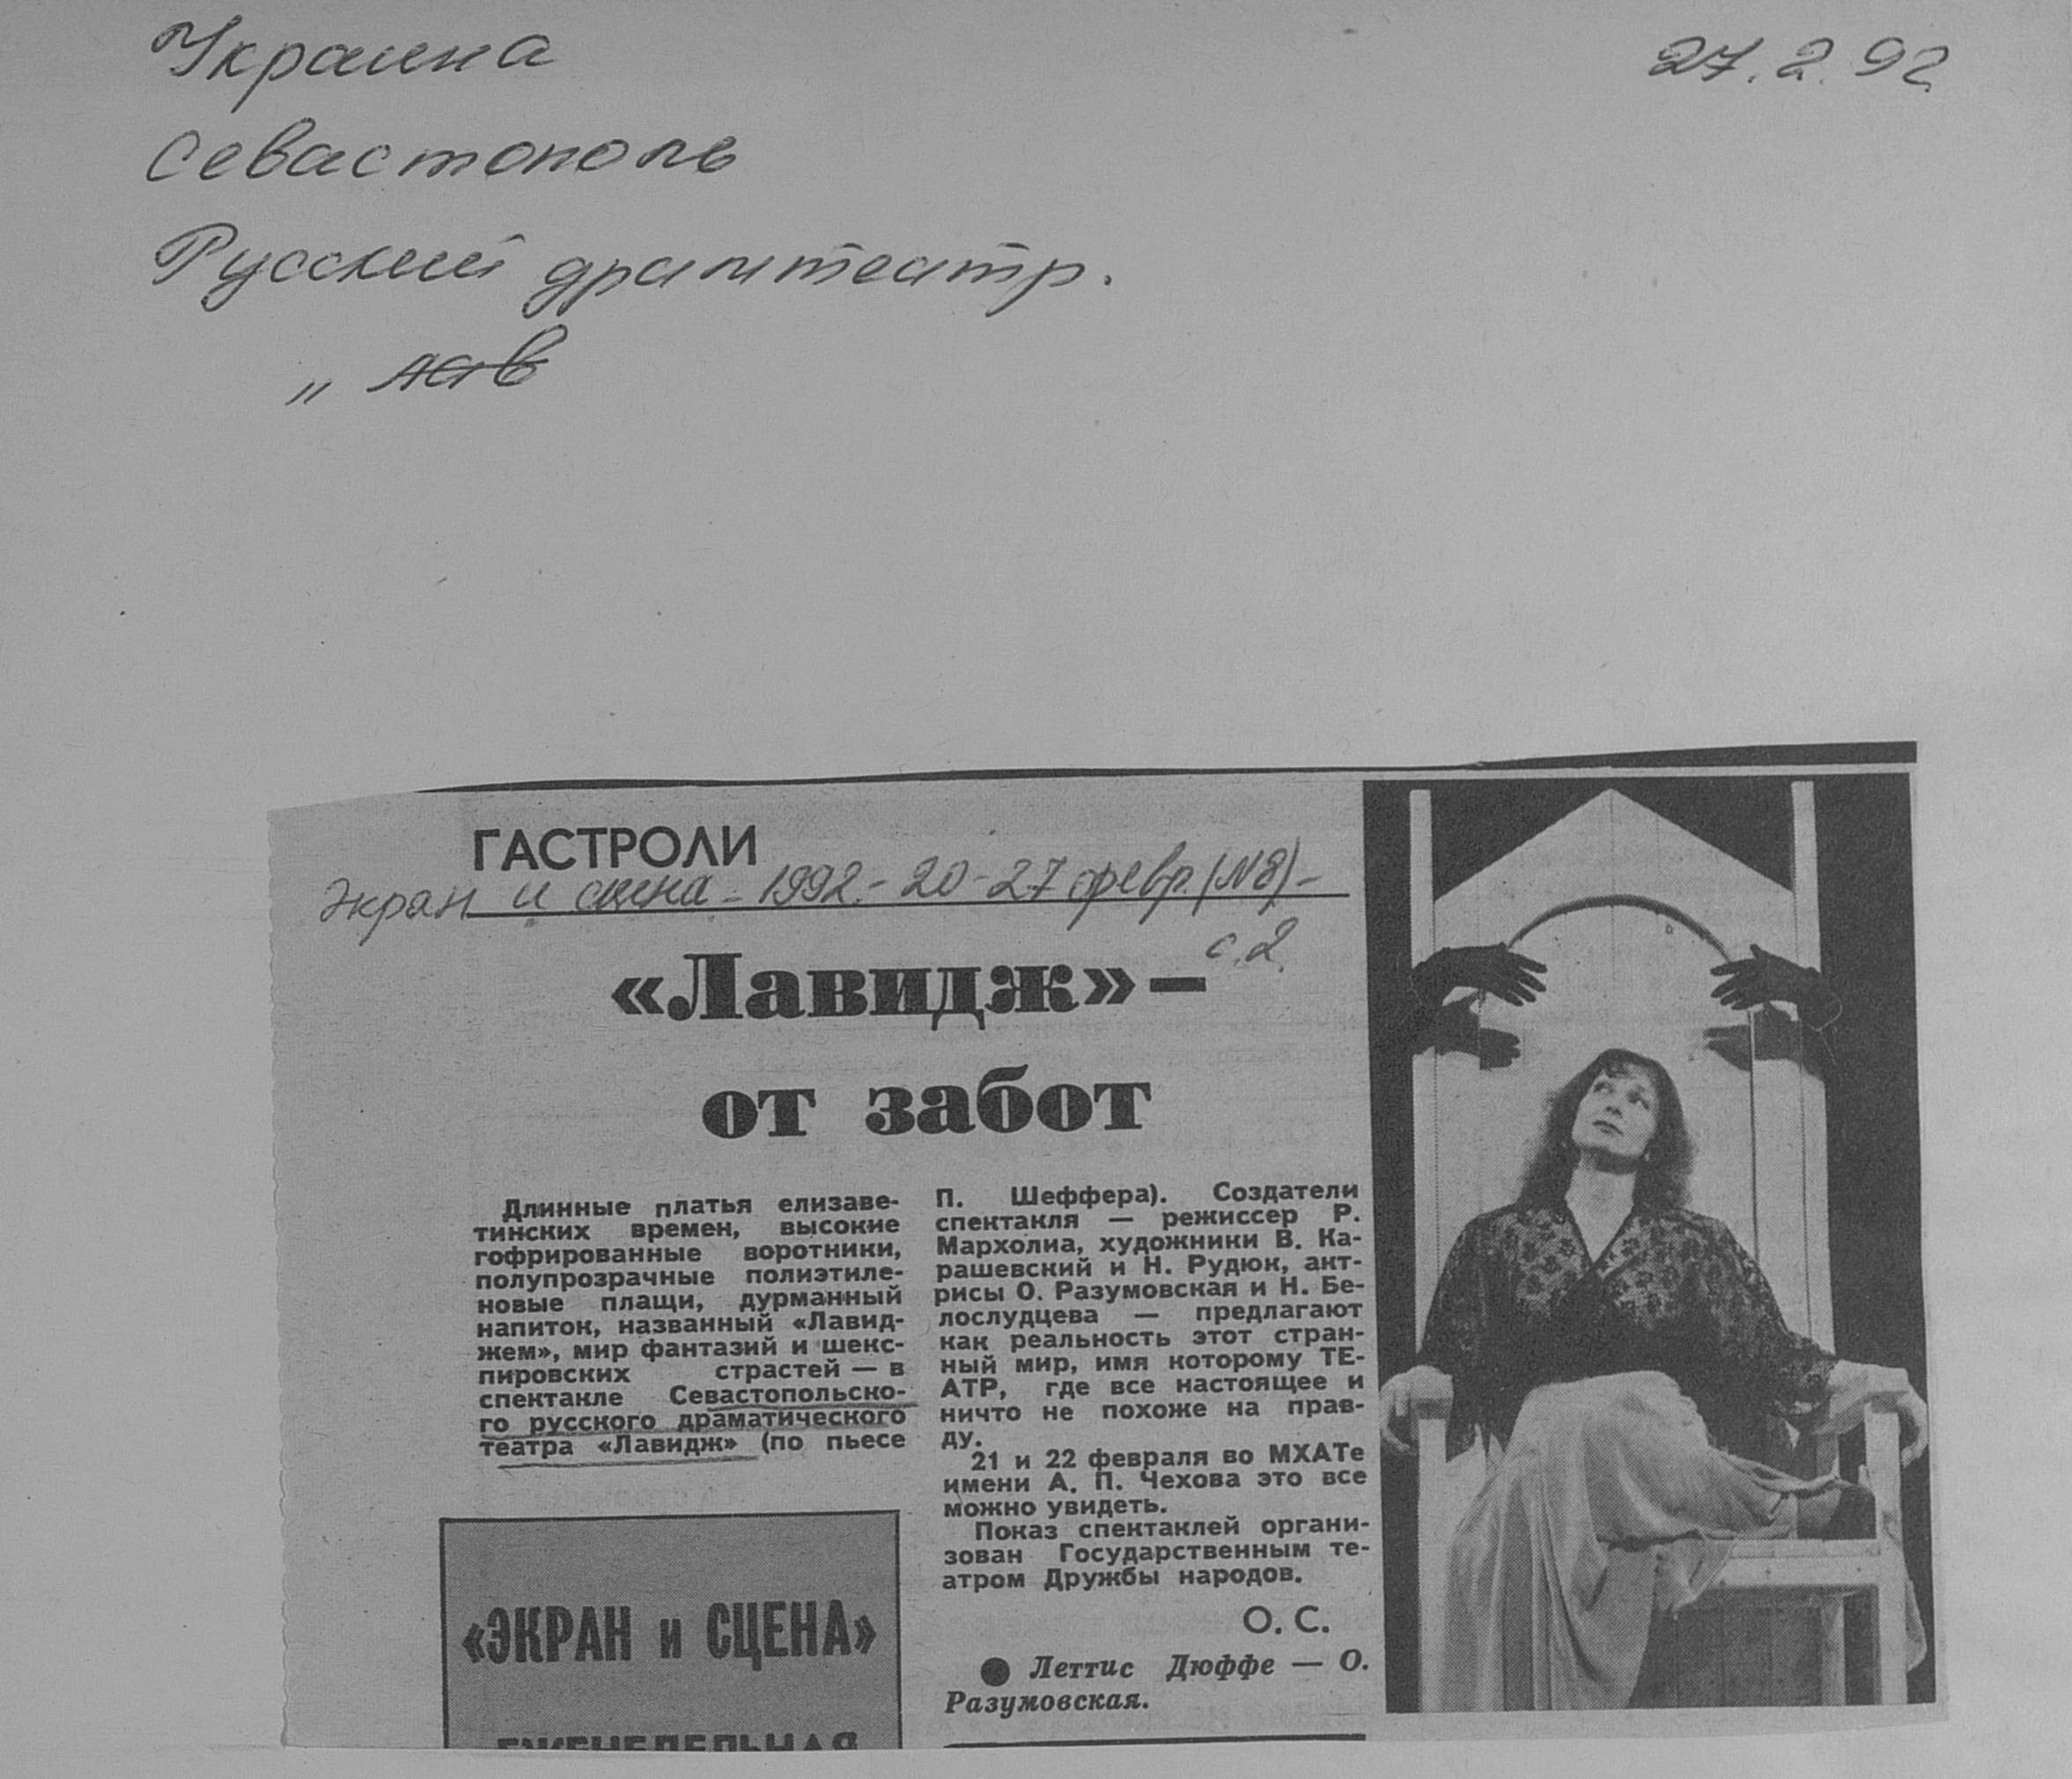 Украина
27.2.92
Севастополь
Русский драмтеатр.
„ лав
ГАСТРОЛИ
Экран и сцена - 1992. - 20-27 февр. (№8) -
с. 2.
«Лавидж» –
от забот
Длинные платья елизаве-
тинских времен, высокие
гофрированные воротники,
полупрозрачные полиэтиле-
новые плащи, дурманный
напиток, названный «Лавид-
жем», мир фантазий и шекс-
пировских страстей — в
спектакле Севастопольско-
го русского драматического
театра «Лавидж» (по пьесе
П. Шеффера). Создатели
спектакля — режиссер Р.
Мархолиа, художники В. Ка-
рашевский и Н. Рудюк, акт-
рисы О. Разумовская и Н. Бе-
лослудцева — предлагают
как реальность этот стран-
ный мир, имя которому ТЕ-
АТР, где все настоящее и
ничто не похоже на прав-
ду.
21 и 22 февраля во МХАТе
имени А. П. Чехова это все
можно увидеть.
Показ спектаклей органи-
зован Государственным те-
атром Дружбы народов.
О. С.
● Леттис Дюффе — О.
Разумовская.
«ЭКРАН и СЦЕНА»
ЕЖЕНЕДЕЛЬНАЯ